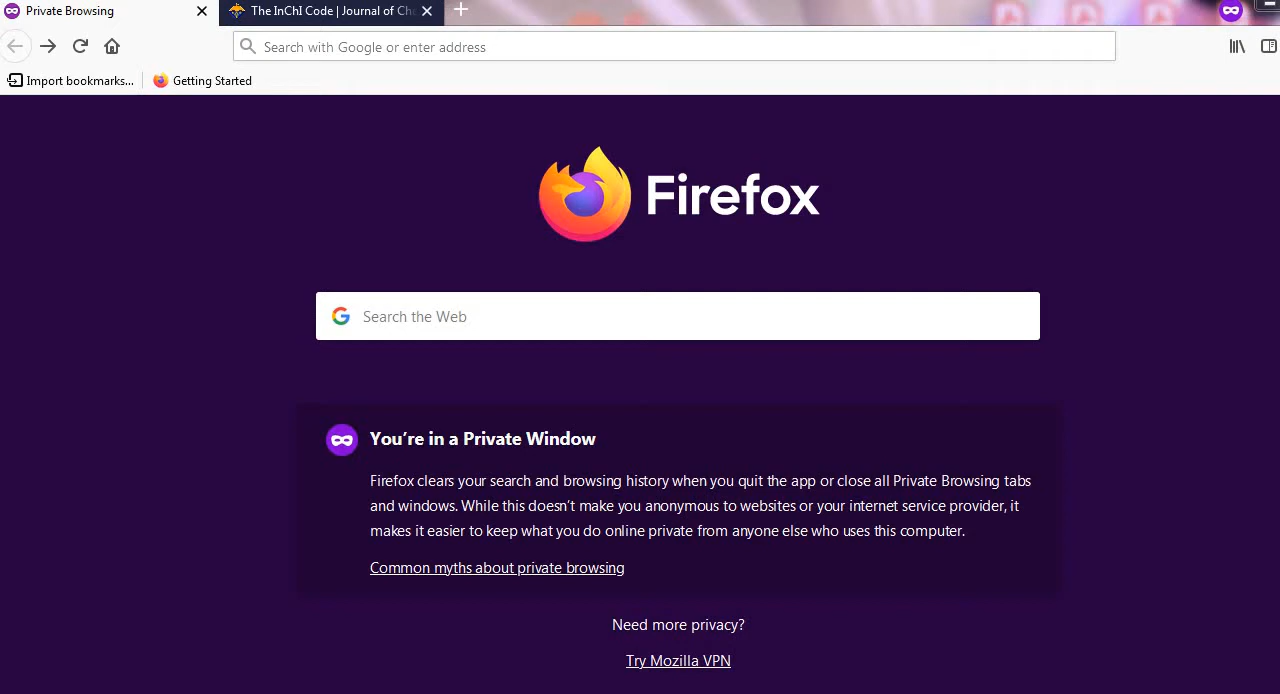 Private Browsing
The InChI Code | Journal of Che
Search with Google or enter address
Import bookmarks...
Getting Started
Firefox
Search the Web
You’re in a Private Window
Firefox clears your search and browsing history when you quit the app or close all Private Browsing tabs
and windows. While this doesn’t make you anonymous to websites or your internet service provider, it
makes it easier to keep what you do online private from anyone else who uses this computer.
Common myths about private browsing
Need more privacy?
Try Mozilla VPN